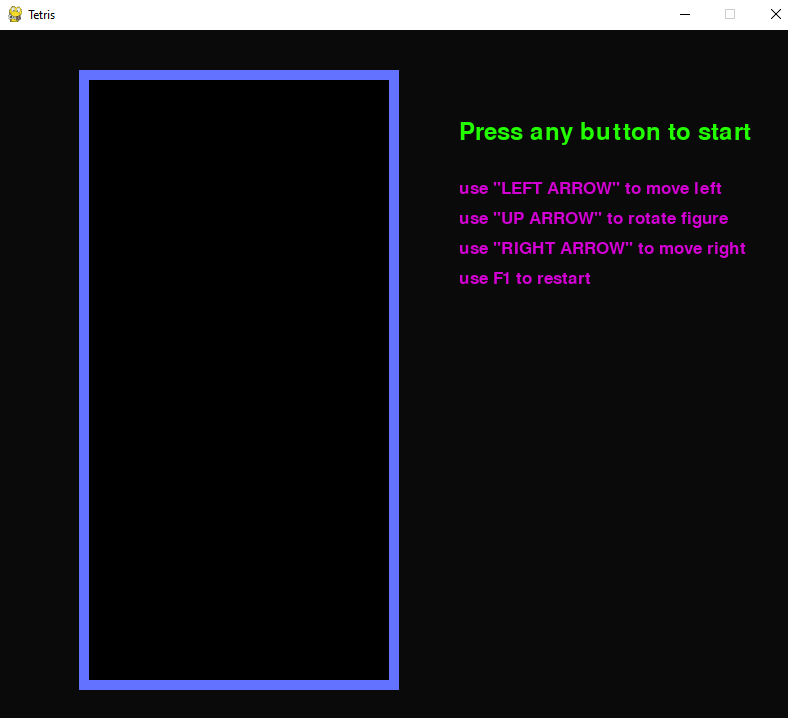 Tetris
Press any button to start
use "LEFT ARROW" to move left
use "UP ARROW" to rotate figure
use "RIGHT ARROW" to move right
use F1 to restart